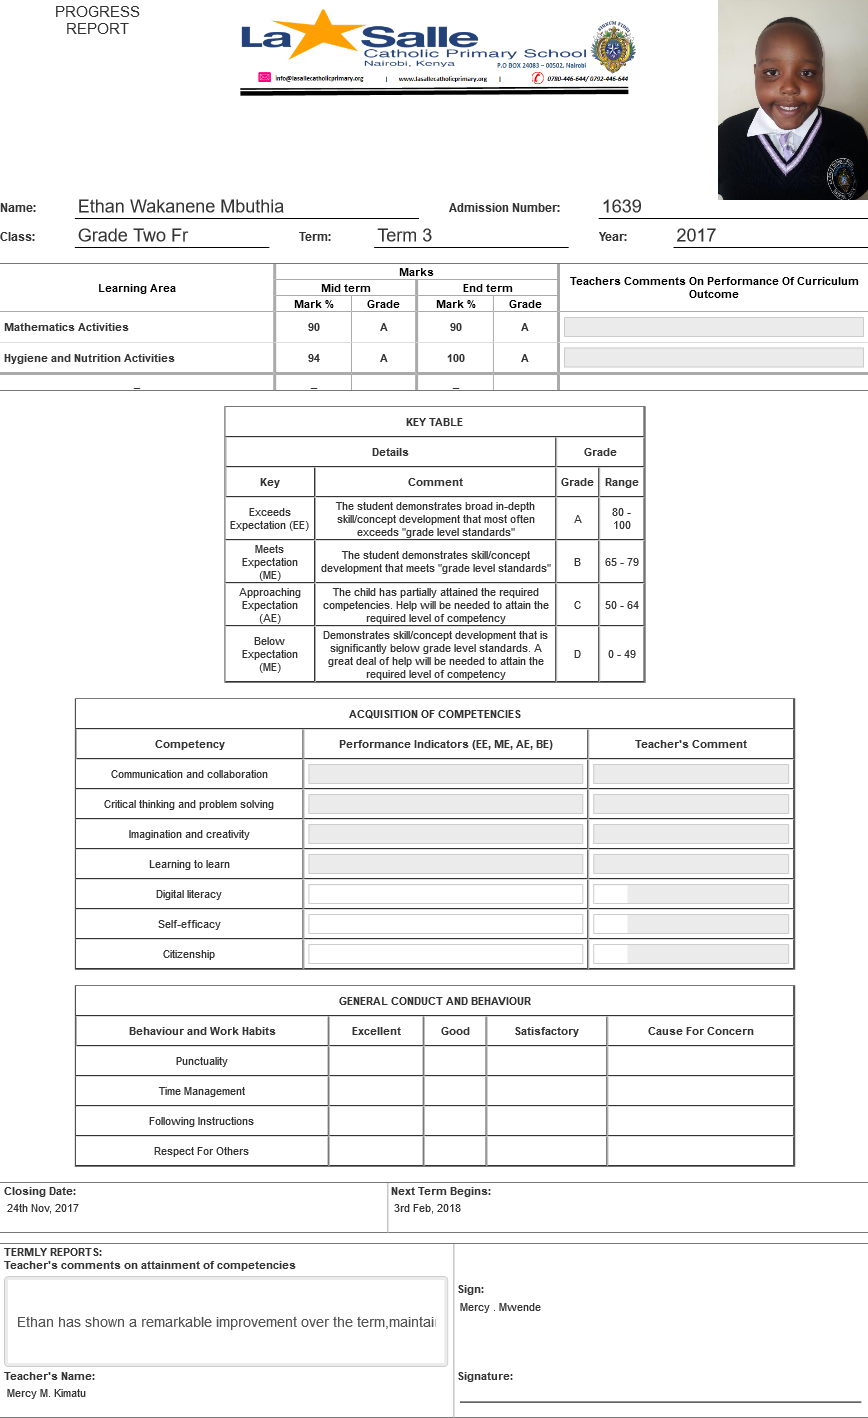 PROGRESS
REPORT
La Salle
Catholic Primary School
Nairobi, Kenya
P.O BOX 24083 – 00502, Nairobi
info@lasallecatholicprimary.org | www.lasallecatholicprimary.org | 0780-446-644/ 0792-446-644
Name: Ethan Wakanene Mbuthia Admission Number: 1639
Class: Grade Two Fr Term: Term 3 Year: 2017
Learning Area Marks Teachers Comments On Performance Of Curriculum Outcome
Mid term End term
Mark % Grade Mark % Grade
Mathematics Activities 90 A 90 A
Hygiene and Nutrition Activities 94 A 100 A
_ _ _
KEY TABLE
Details Grade
Key Comment Grade Range
Exceeds Expectation (EE) The student demonstrates broad in-depth skill/concept development that most often exceeds "grade level standards" A 80 - 100
Meets Expectation (ME) The student demonstrates skill/concept development that meets "grade level standards" B 65 - 79
Approaching Expectation (AE) The child has partially attained the required competencies. Help will be needed to attain the required level of competency C 50 - 64
Below Expectation (ME) Demonstrates skill/concept development that is significantly below grade level standards. A great deal of help will be needed to attain the required level of competency D 0 - 49
ACQUISITION OF COMPETENCIES
Competency Performance Indicators (EE, ME, AE, BE) Teacher's Comment
Communication and collaboration
Critical thinking and problem solving
Imagination and creativity
Learning to learn
Digital literacy
Self-efficacy
Citizenship
GENERAL CONDUCT AND BEHAVIOUR
Behaviour and Work Habits Excellent Good Satisfactory Cause For Concern
Punctuality
Time Management
Following Instructions
Respect For Others
Closing Date: Next Term Begins:
24th Nov, 2017 3rd Feb, 2018
TERMLY REPORTS:
Teacher's comments on attainment of competencies
Ethan has shown a remarkable improvement over the term,maintai
Sign:
Mercy . Mwende
Teacher's Name: Signature:
Mercy M. Kimatu